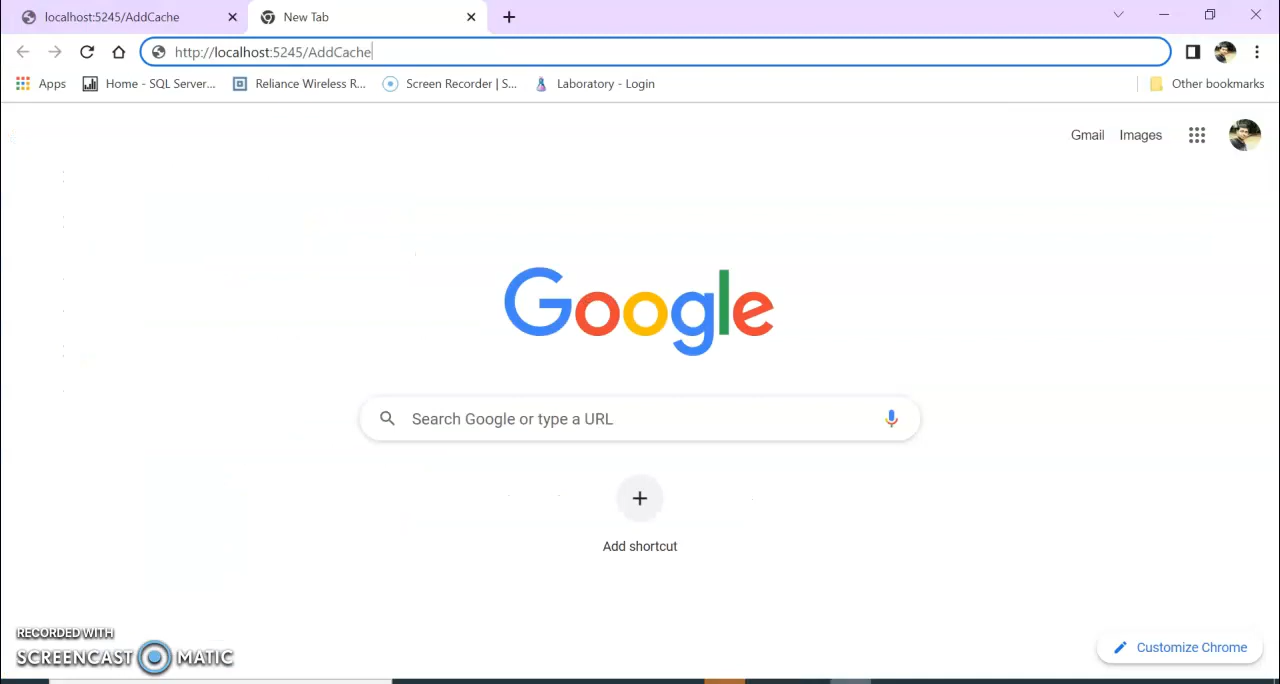 localhost:5245/AddCache
New Tab
http://localhost:5245/AddCache
Apps
Home - SQL Server...
Reliance Wireless R...
Screen Recorder | S...
Laboratory - Login
Other bookmarks
Gmail
Images
Google
Search Google or type a URL
Add shortcut
RECORDED WITH
SCREENCAST MATIC
Customize Chrome